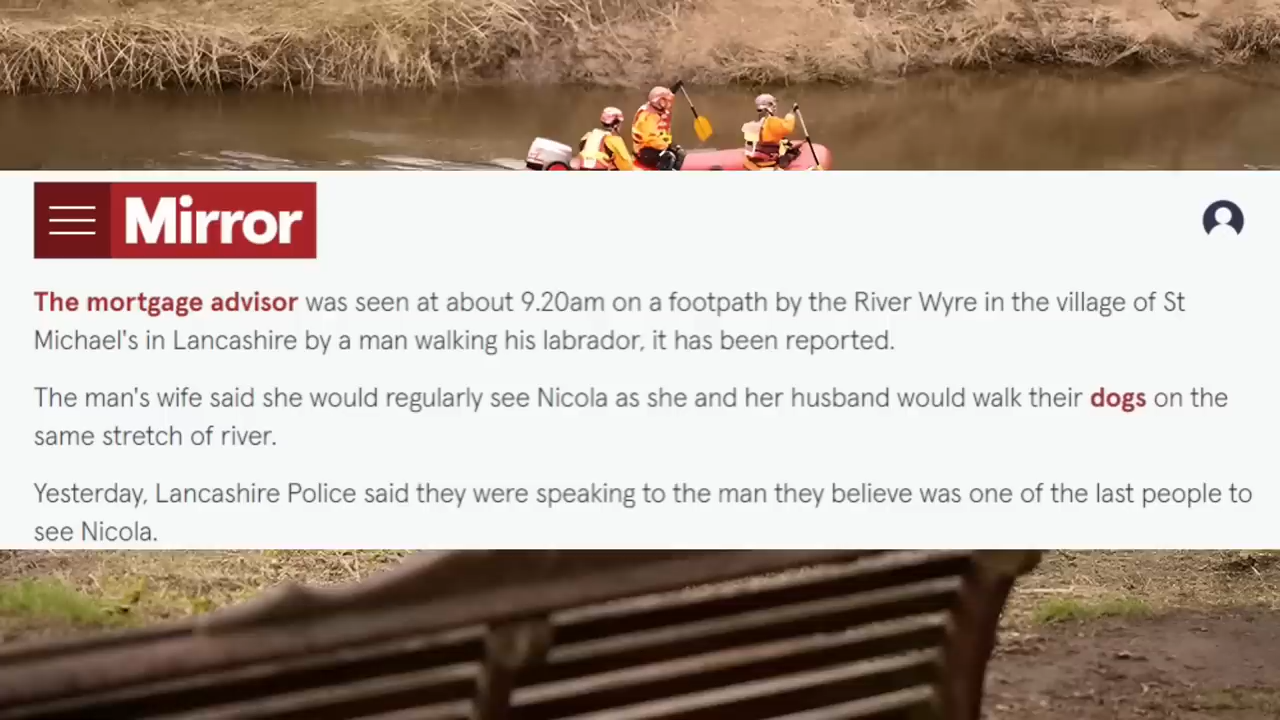 Mirror
The mortgage advisor was seen at about 9.20am on a footpath by the River Wyre in the village of St
Michael's in Lancashire by a man walking his labrador, it has been reported.
The man's wife said she would regularly see Nicola as she and her husband would walk their dogs on the
same stretch of river.
Yesterday, Lancashire Police said they were speaking to the man they believe was one of the last people to
see Nicola.